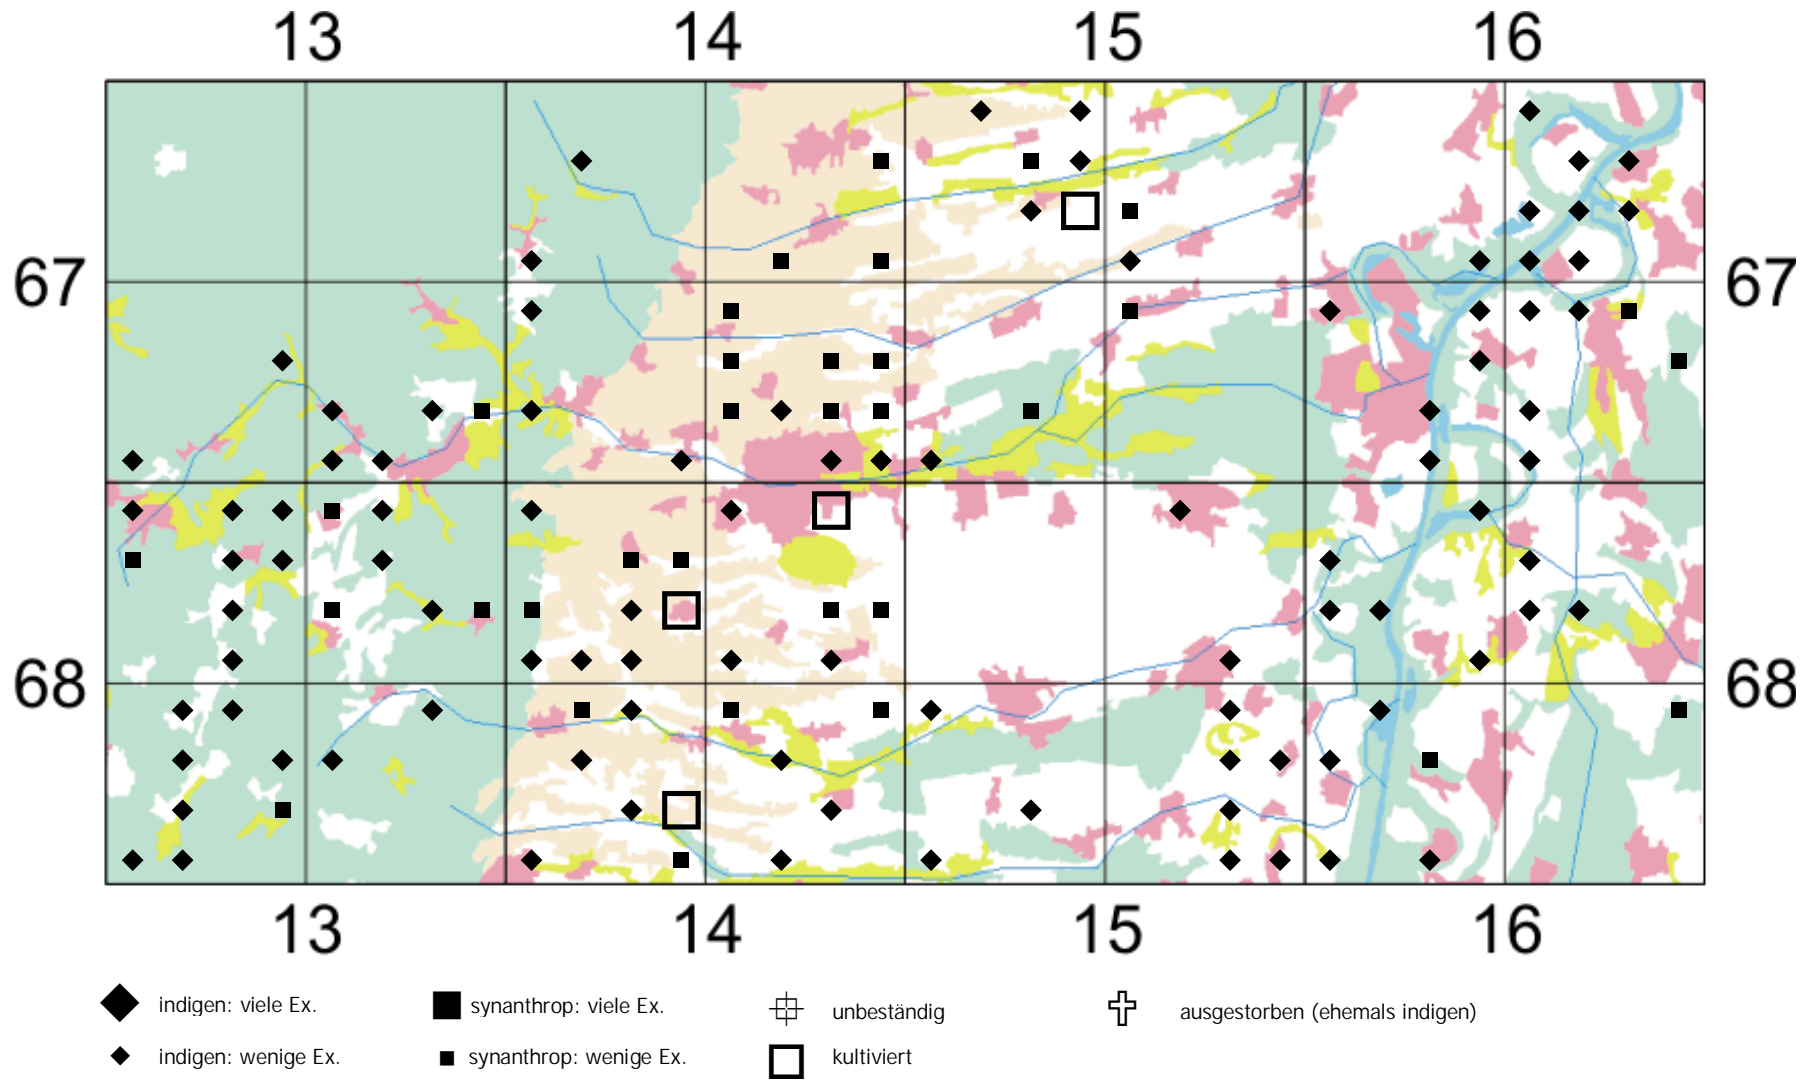 13 14 15 16
67 67
68 68
13 14 15 16
indigen: viele Ex. synanthrop: viele Ex. unbeständig ausgestorben (ehemals indigen)
indigen: wenige Ex. synanthrop: wenige Ex. kultiviert